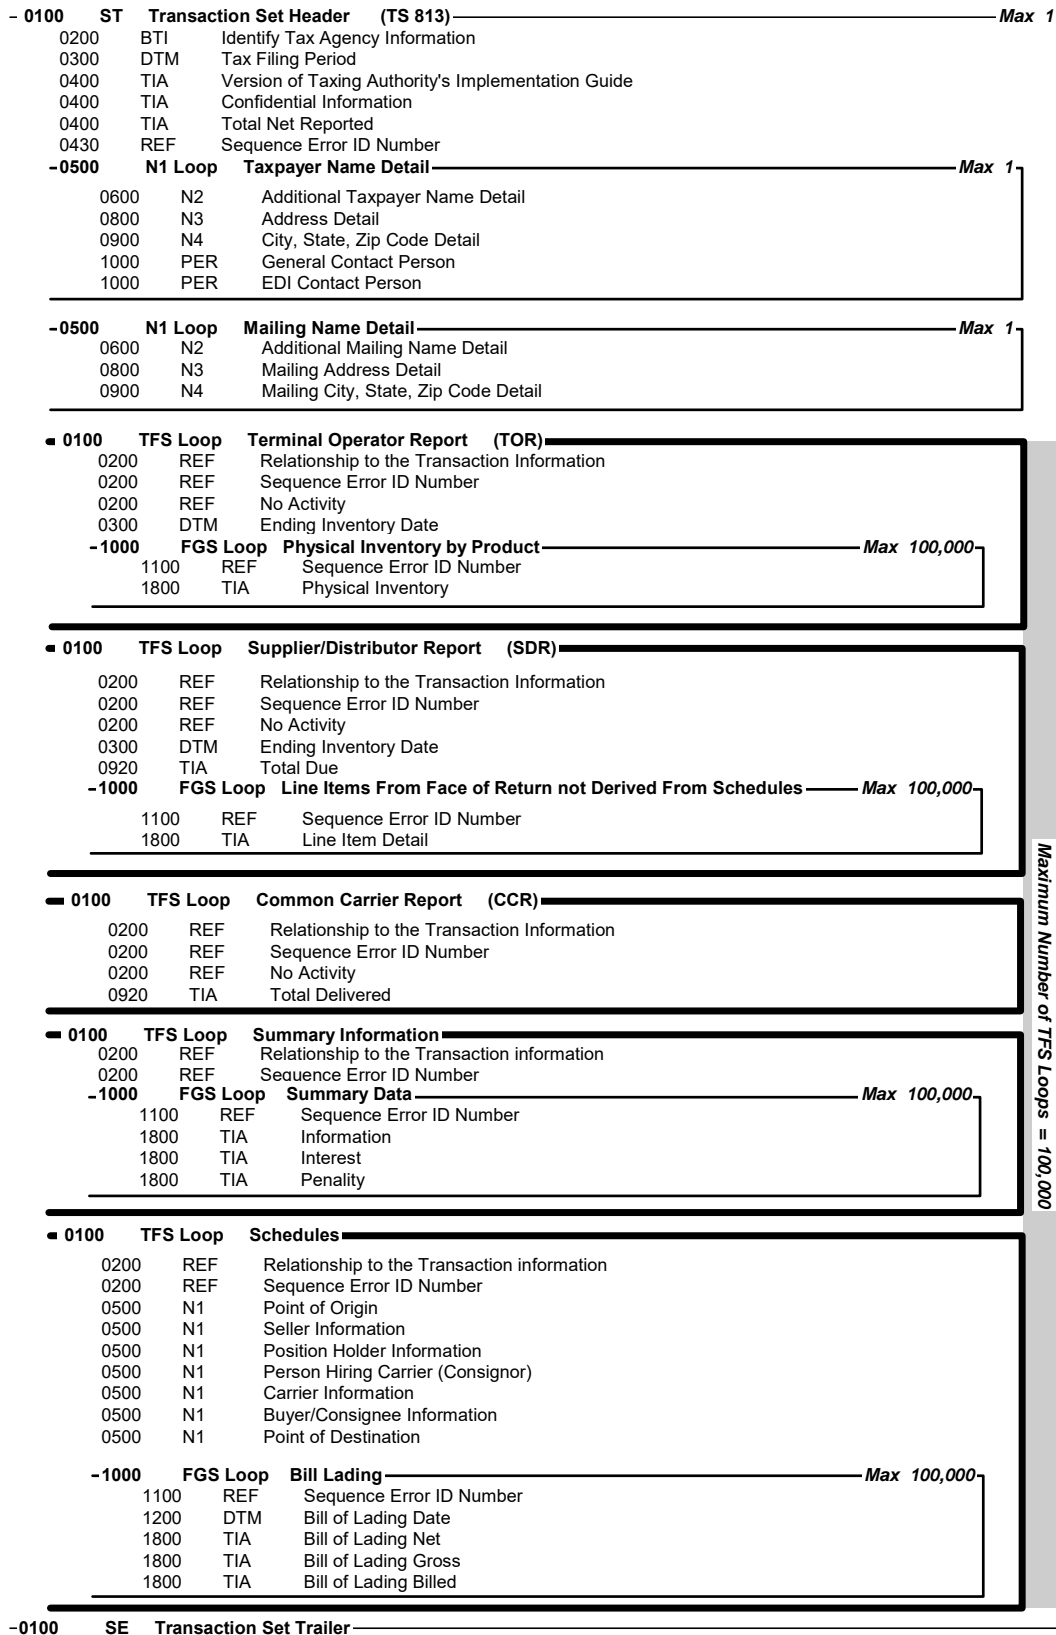 0100 ST Transaction Set Header (TS 813) Max 1
0200 BTI Identify Tax Agency Information
0300 DTM Tax Filing Period
0400 TIA Version of Taxing Authority's Implementation Guide
0400 TIA Confidential Information
0400 TIA Total Net Reported
0430 REF Sequence Error ID Number
0500 N1 Loop Taxpayer Name Detail Max 1
0600 N2 Additional Taxpayer Name Detail
0800 N3 Address Detail
0900 N4 City, State, Zip Code Detail
1000 PER General Contact Person
1000 PER EDI Contact Person
0500 N1 Loop Mailing Name Detail Max 1
0600 N2 Additional Mailing Name Detail
0800 N3 Mailing Address Detail
0900 N4 Mailing City, State, Zip Code Detail
0100 TFS Loop Terminal Operator Report (TOR)
0200 REF Relationship to the Transaction Information
0200 REF Sequence Error ID Number
0200 REF No Activity
0300 DTM Ending Inventory Date
1000 FGS Loop Physical Inventory by Product Max 100,000
1100 REF Sequence Error ID Number
1800 TIA Physical Inventory
0100 TFS Loop Supplier/Distributor Report (SDR)
0200 REF Relationship to the Transaction Information
0200 REF Sequence Error ID Number
0200 REF No Activity
0300 DTM Ending Inventory Date
0920 TIA Total Due
1000 FGS Loop Line Items From Face of Return not Derived From Schedules Max 100,000
1100 REF Sequence Error ID Number
1800 TIA Line Item Detail
0100 TFS Loop Common Carrier Report (CCR)
0200 REF Relationship to the Transaction Information
0200 REF Sequence Error ID Number
0200 REF No Activity
0920 TIA Total Delivered
0100 TFS Loop Summary Information
0200 REF Relationship to the Transaction information
0200 REF Sequence Error ID Number
1000 FGS Loop Summary Data Max 100,000
1100 REF Sequence Error ID Number
1800 TIA Information
1800 TIA Interest
1800 TIA Penality
0100 TFS Loop Schedules
0200 REF Relationship to the Transaction information
0200 REF Sequence Error ID Number
0500 N1 Point of Origin
0500 N1 Seller Information
0500 N1 Position Holder Information
0500 N1 Person Hiring Carrier (Consignor)
0500 N1 Carrier Information
0500 N1 Buyer/Consignee Information
0500 N1 Point of Destination
1000 FGS Loop Bill Lading Max 100,000
1100 REF Sequence Error ID Number
1200 DTM Bill of Lading Date
1800 TIA Bill of Lading Net
1800 TIA Bill of Lading Gross
1800 TIA Bill of Lading Billed
0100 SE Transaction Set Trailer
Maximum Number of TFS Loops = 100,000